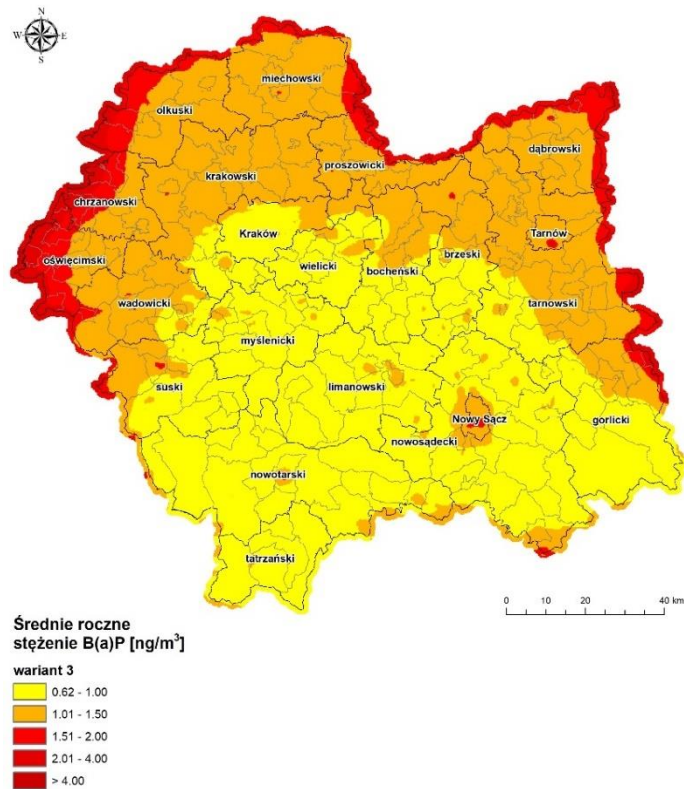 N
W
E
S
miechowski
olkuski
dąbrowski
proszowicki
krakowski
chrzanowski
Kraków
Tarnów
brzeski
oświęcimski
wielicki
bocheński
wadowicki
tarnowski
myślenicki
suski
limanowski
Nowy Sącz
gorlicki
nowosądecki
nowotarski
tatrzański
0 10 20 40 km
Średnie roczne
stężenie B(a)P [ng/m³]
wariant 3
0.62 - 1.00
1.01 - 1.50
1.51 - 2.00
2.01 - 4.00
> 4.00